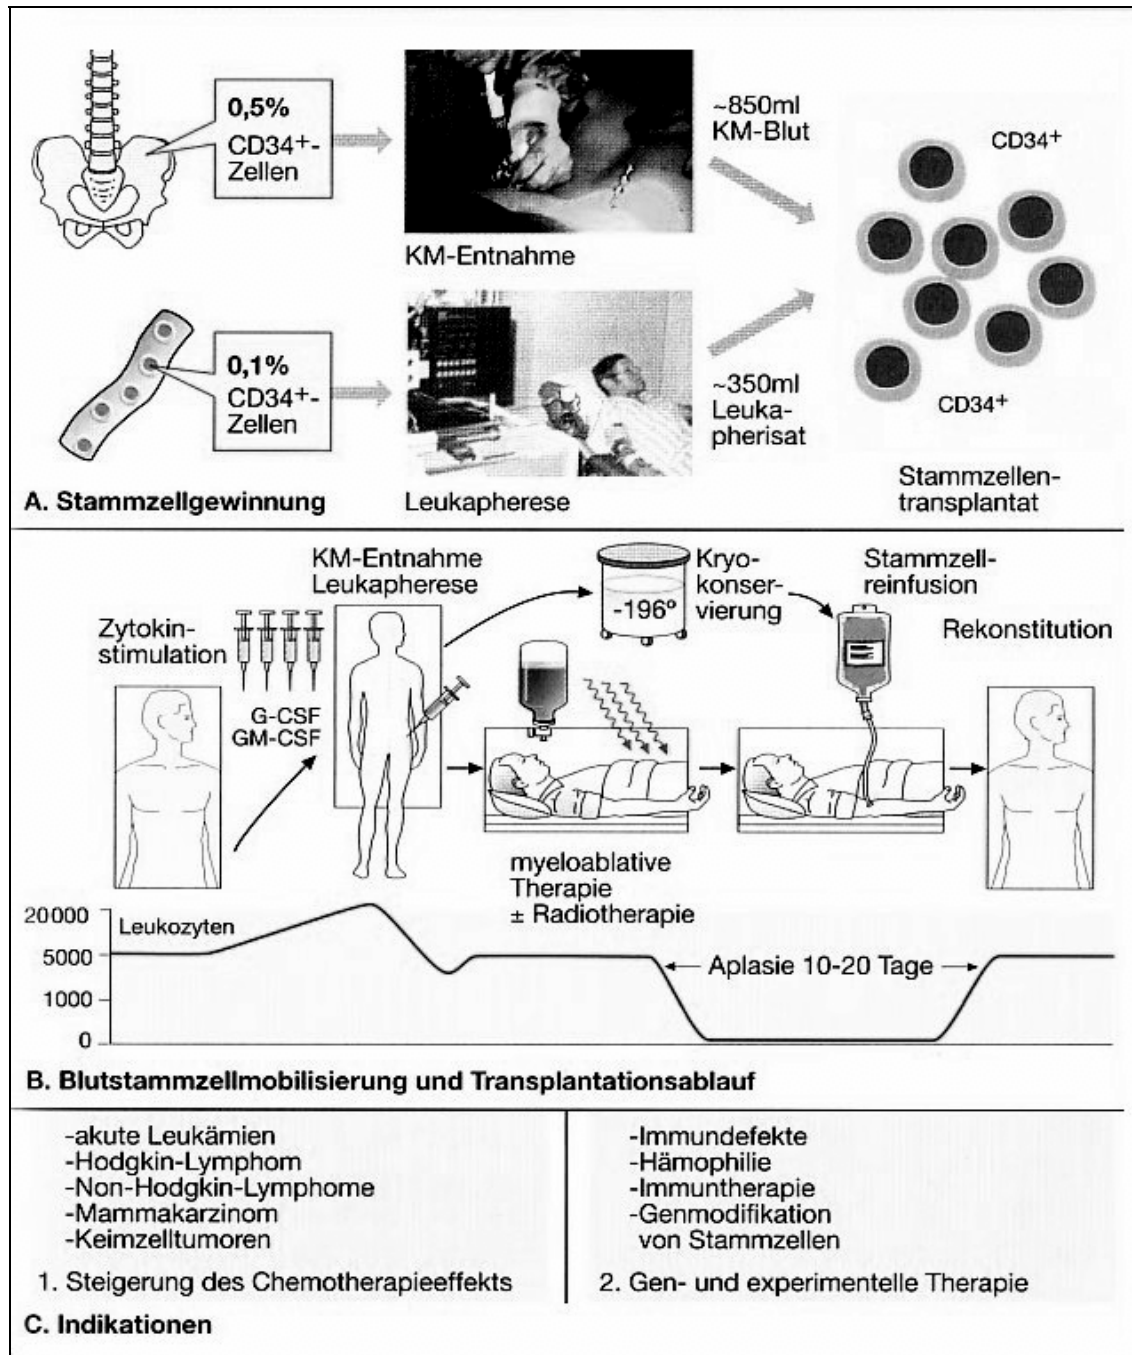 0,5%
CD34+-
Zellen
KM-Entnahme
~850ml
KM-Blut
CD34+
0,1%
CD34+-
Zellen
Leukapherese
~350ml
Leuka-
pherisat
CD34+
Stammzellen-
transplantat
A. Stammzellgewinnung
Zytokin-
stimulation
G-CSF
GM-CSF
KM-Entnahme
Leukapherese
-196°
Kryo-
konser-
vierung
Stammzell-
reinfusion
Rekonstitution
myeloablative
Therapie
± Radiotherapie
20000
5000
1000
0
Leukozyten
Aplasie 10-20 Tage
B. Blutstammzellmobilisierung und Transplantationsablauf
-akute Leukämien
-Hodgkin-Lymphom
-Non-Hodgkin-Lymphome
-Mammakarzinom
-Keimzelltumoren
1. Steigerung des Chemotherapieeffekts
-Immundefekte
-Hämophilie
-Immuntherapie
-Genmodifikation
von Stammzellen
2. Gen- und experimentelle Therapie
C. Indikationen